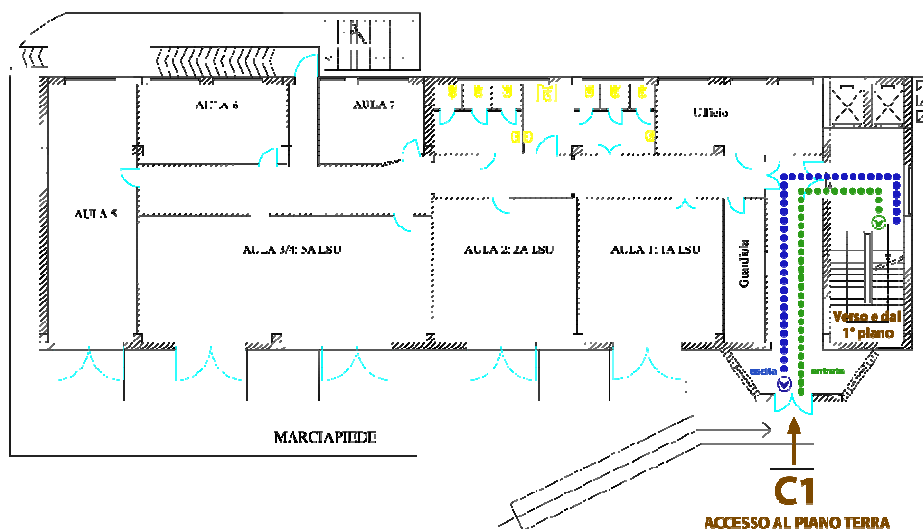 AULA 6
AULA 7
Ufficio
AULA 5
AULA 3/4: 5A LSU
AULA 2: 2A LSU
AULA 1: 1A LSU
Guardiola
Verso e dal
1° piano
uscita
entrata
MARCIAPIEDE
C1
ACCESSO AL PIANO TERRA